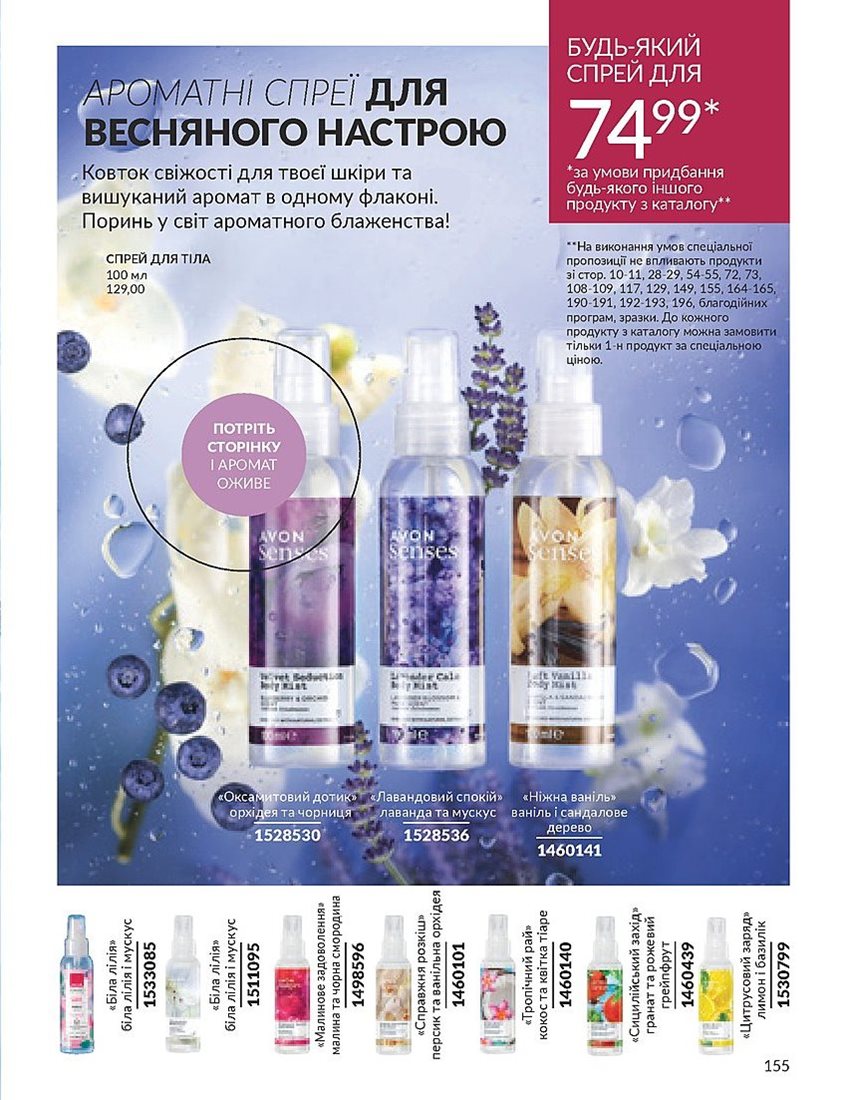 АРОМАТНІ СПРЕЇ ДЛЯ
ВЕСНЯНОГО НАСТРОЮ
Ковток свіжості для твоєї шкіри та
вишуканий аромат в одному флаконі.
Поринь у світ ароматного блаженства!
СПРЕЙ ДЛЯ ТІЛА
100 мл
129,00
БУДЬ-ЯКИЙ
СПРЕЙ ДЛЯ
74⁹⁹*
*за умови придбання
будь-якого іншого
продукту з каталогу**
**На виконання умов спеціальної
пропозиції не впливають продукти
зі стор. 10-11, 28-29, 54-55, 72, 73,
108-109, 117, 129, 149, 155, 164-165,
190-191, 192-193, 196, благодійних
програм, зразки. До кожного
продукту з каталогу можна замовити
тільки 1-н продукт за спеціальною
ціною.
ПОТРІТЬ
СТОРІНКУ
І АРОМАТ
ОЖИВЕ
AVON
Senses
Velvet Seduction
Body Mist
100 ml e
AVON
Senses
Lavender Calm
Body Mist
100 ml e
AVON
Senses
Soft Vanilla
Body Mist
100 ml e
«Оксамитовий дотик»
орхідея та чорниця
1528530
«Лавандовий спокій»
лаванда та мускус
1528536
«Ніжна ваніль»
ваніль і сандалове
дерево
1460141
«Біла лілія»
біла лілія і мускус
1533085
«Біла лілія»
біла лілія і мускус
1511095
«Малинове задоволення»
малина та чорна смородина
1498596
«Справжня розкіш»
персик та ванільна орхідея
1460101
«Тропічний рай»
кокос та квітка тіаре
1460140
«Сицилійський захід»
гранат та рожевий
грейпфрут
1460439
«Цитрусовий заряд»
лимон і базилік
1530799
155